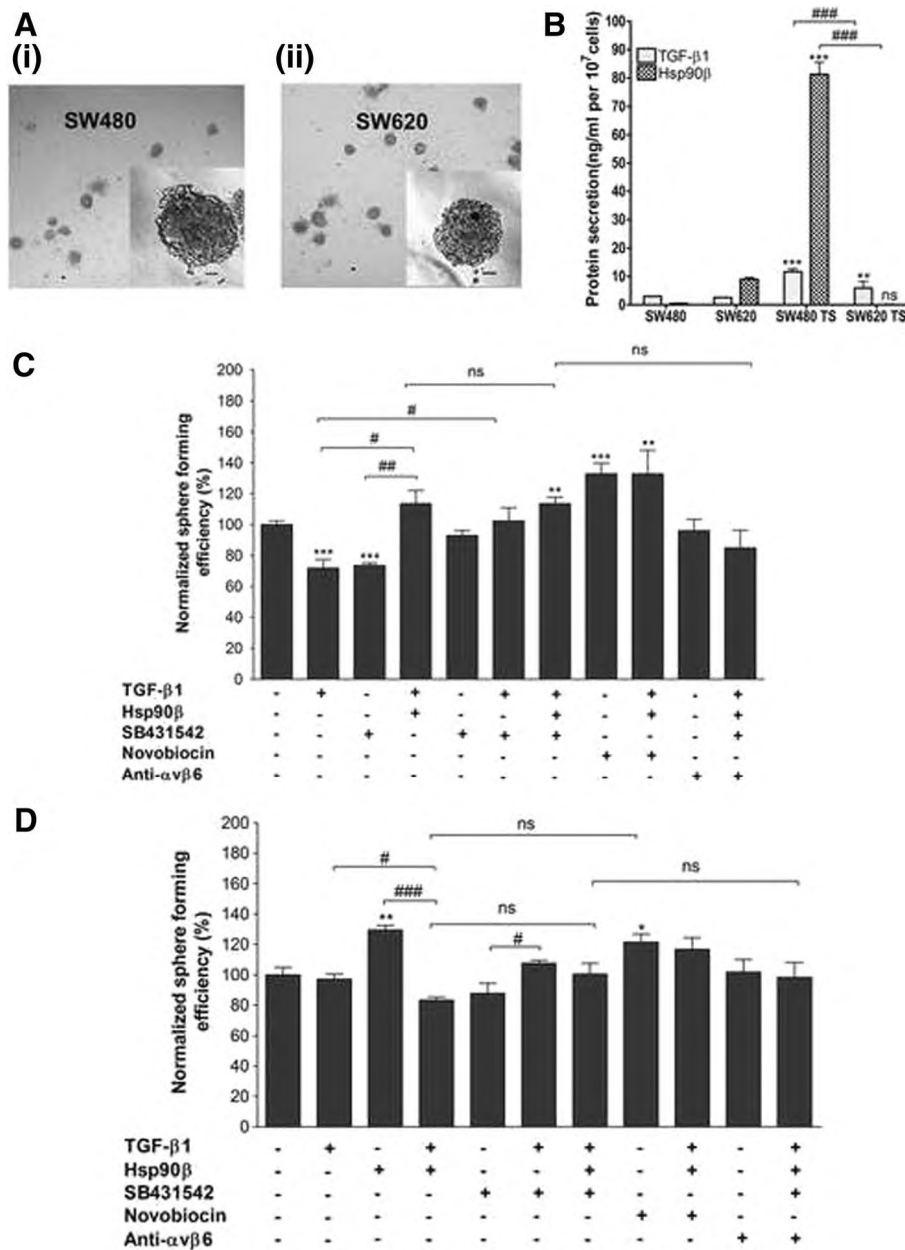 A
(i)
(ii)
SW480
SW620
B
###
###
TGF-β1
Hsp90β
***
***
**
ns
Protein secretion(ng/ml per 10⁷cells)
100
90
80
70
60
50
40
30
20
10
0
SW480 SW620 SW480 TS SW620 TS
C
Normalized sphere forming
efficiency (%)
200
180
160
140
120
100
80
60
40
20
0
ns
ns
#
#
##
*** *** ** *** **
TGF-β1 - + - + - + + - + - +
Hsp90β - - - + - - + - + - +
SB431542 - - + - + + + - - - +
Novobiocin - - - - - - - + + - -
Anti-αvβ6 - - - - - - - - - + +
D
Normalized sphere forming
efficiency (%)
200
180
160
140
120
100
80
60
40
20
0
ns
# ns
###
ns
** # *
TGF-β1 - + - + - + + - + - +
Hsp90β - - + + - + + - + - +
SB431542 - - - - + + + - - - +
Novobiocin - - - - - - - + + - -
Anti-αvβ6 - - - - - - - - - + +